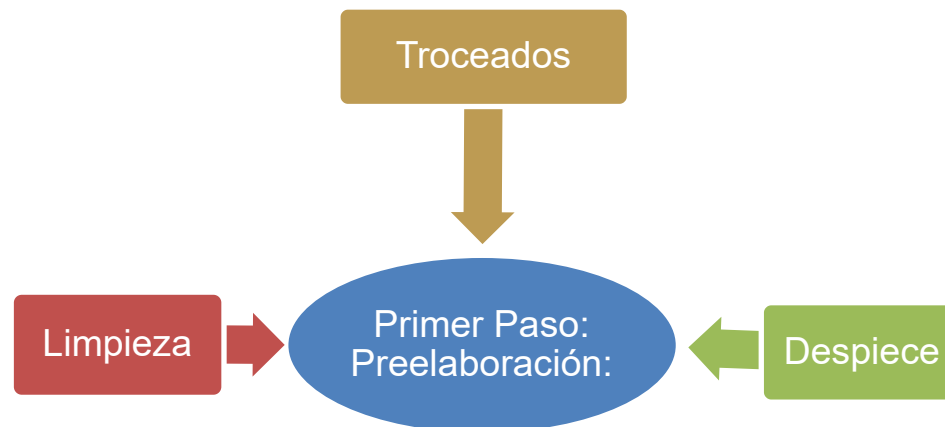 Troceados
Limpieza
Primer Paso:
Preelaboración:
Despiece